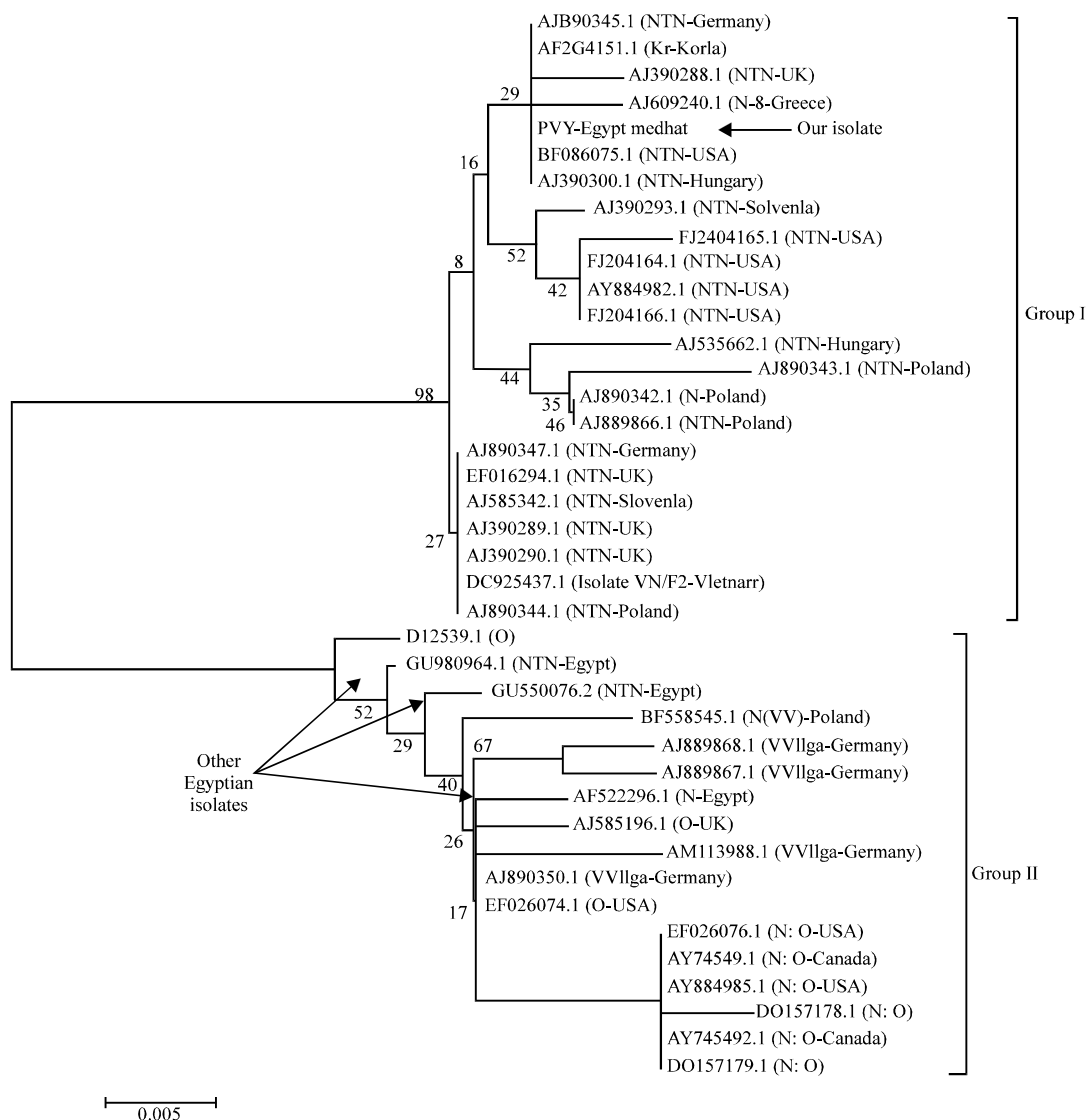 AJB90345.1 (NTN-Germany)
AF2G4151.1 (Kr-Korla)
AJ390288.1 (NTN-UK)
29
AJ609240.1 (N-8-Greece)
PVY-Egypt medhat
Our isolate
BF086075.1 (NTN-USA)
16
AJ390300.1 (NTN-Hungary)
AJ390293.1 (NTN-Solvenla)
FJ2404165.1 (NTN-USA)
52
8
FJ204164.1 (NTN-USA)
42
AY884982.1 (NTN-USA)
FJ204166.1 (NTN-USA)
Group I
AJ535662.1 (NTN-Hungary)
44
AJ890343.1 (NTN-Poland)
98
35
AJ890342.1 (N-Poland)
46
AJ889866.1 (NTN-Poland)
AJ890347.1 (NTN-Germany)
EF016294.1 (NTN-UK)
AJ585342.1 (NTN-Slovenla)
AJ390289.1 (NTN-UK)
27
AJ390290.1 (NTN-UK)
DC925437.1 (Isolate VN/F2-Vletnarr)
AJ890344.1 (NTN-Poland)
D12539.1 (O)
GU980964.1 (NTN-Egypt)
GU550076.2 (NTN-Egypt)
52
BF558545.1 (N(VV)-Poland)
29
67
AJ889868.1 (VVllga-Germany)
Other
Egyptian
isolates
AJ889867.1 (VVllga-Germany)
40
AF522296.1 (N-Egypt)
AJ585196.1 (O-UK)
26
AM113988.1 (VVllga-Germany)
Group II
AJ890350.1 (VVllga-Germany)
17
EF026074.1 (O-USA)
EF026076.1 (N: O-USA)
AY74549.1 (N: O-Canada)
AY884985.1 (N: O-USA)
DO157178.1 (N: O)
AY745492.1 (N: O-Canada)
DO157179.1 (N: O)
0.005